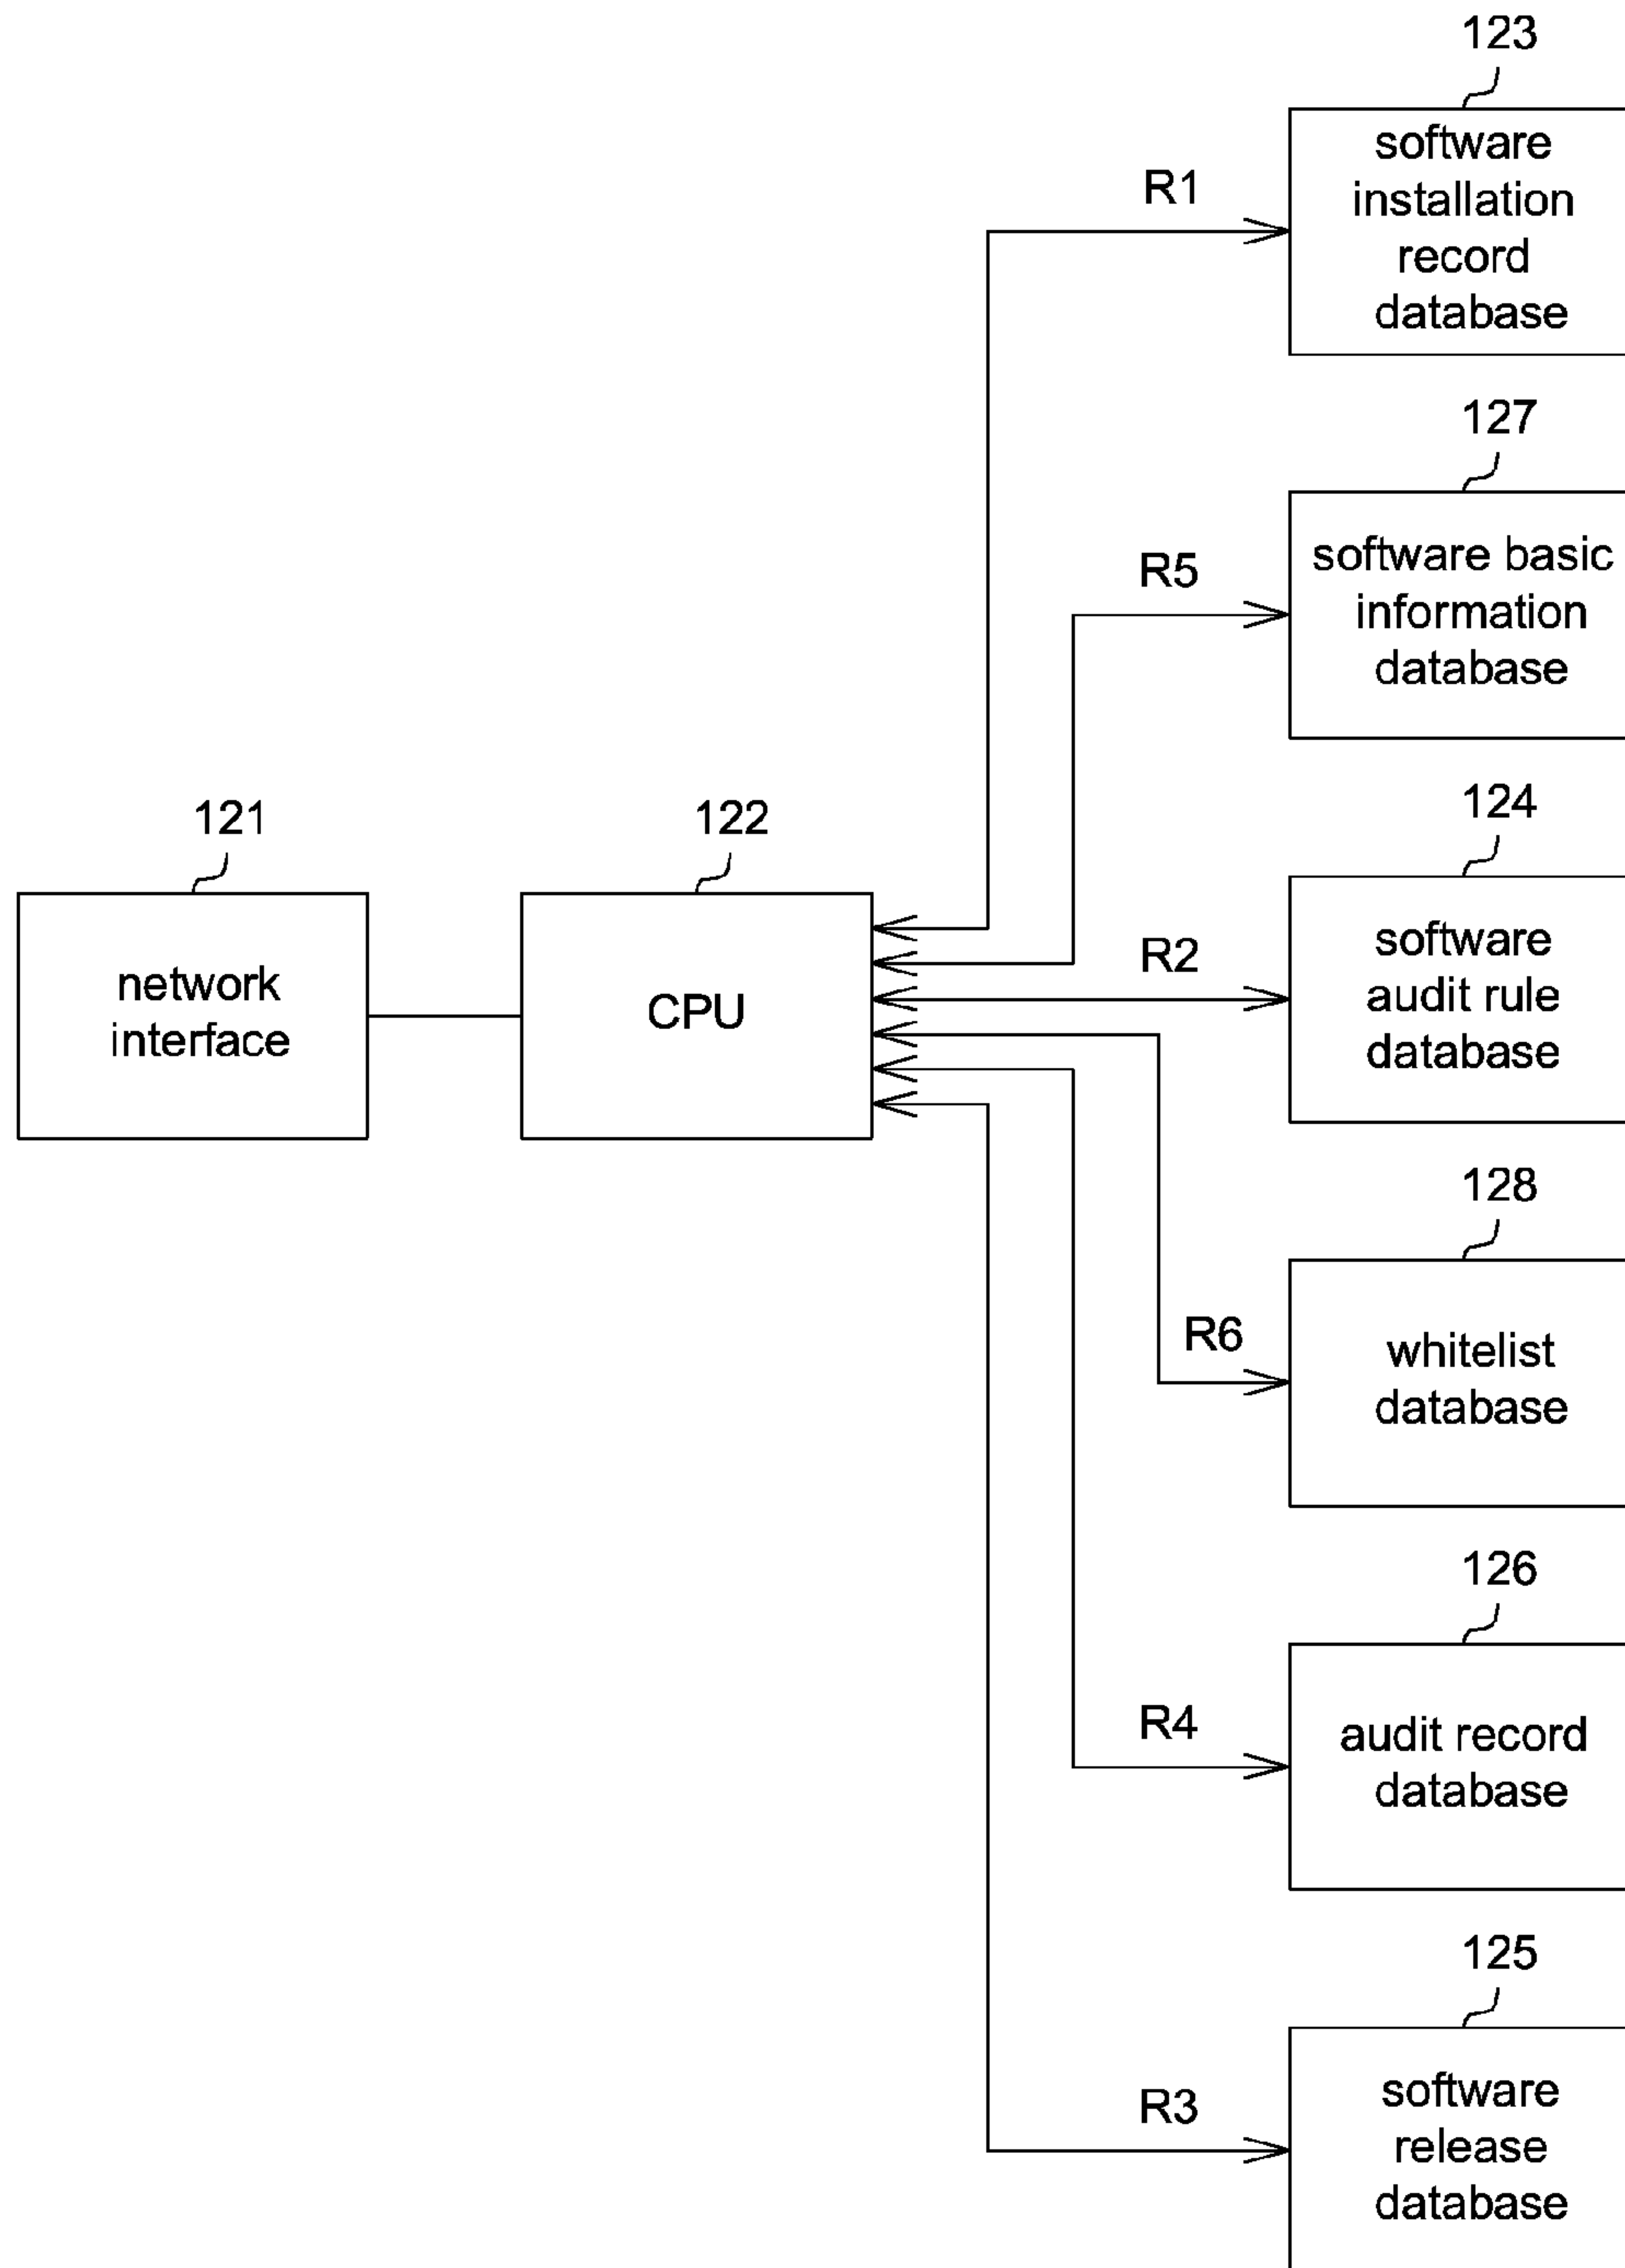 123
software
installation
record
database
R1
127
software basic
information
database
R5
121
network
interface
122
CPU
124
software
audit rule
database
R2
128
whitelist
database
R6
126
audit record
database
R4
125
software
release
database
R3